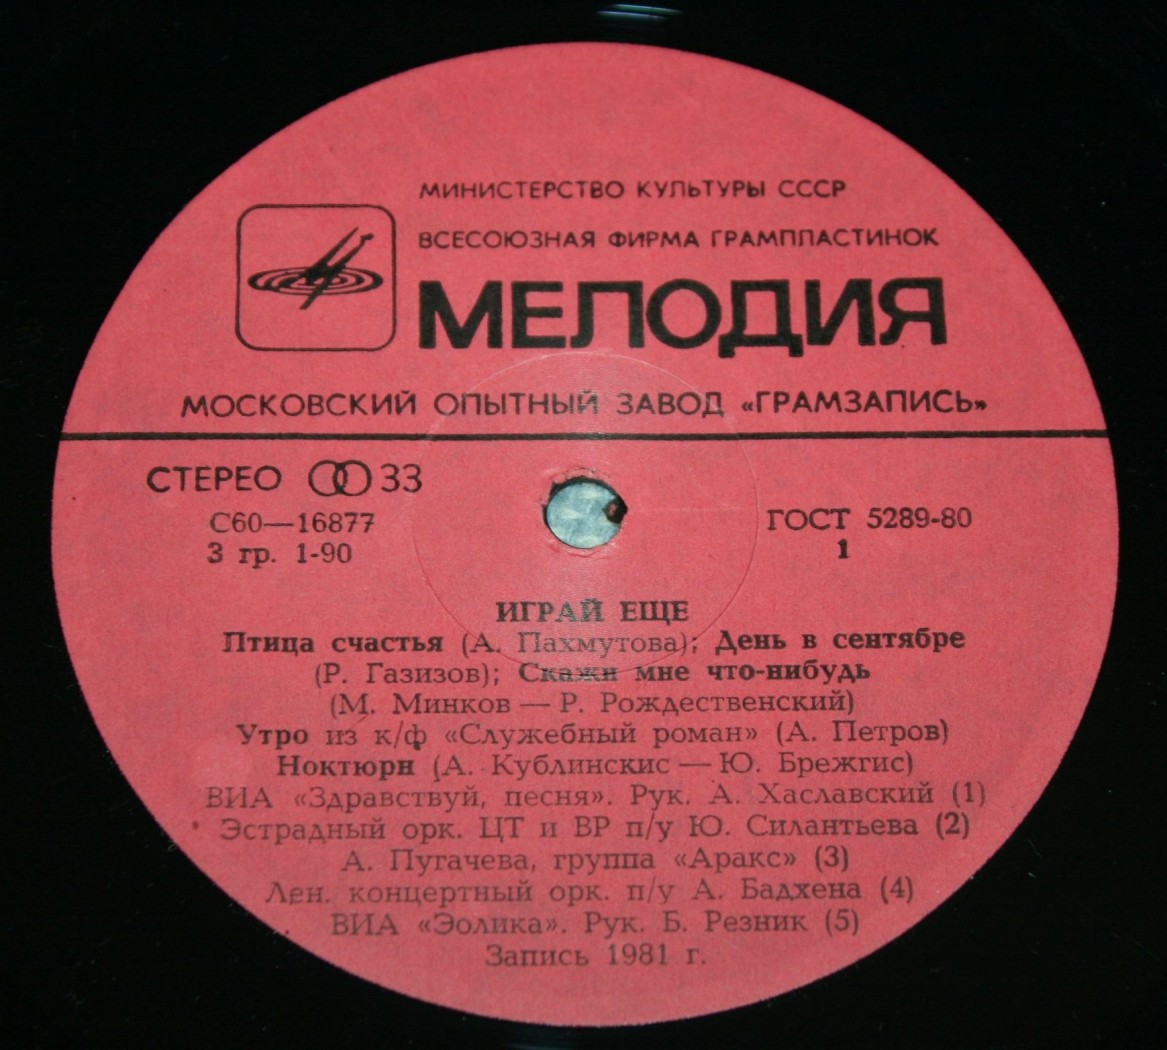 МИНИСТЕРСТВО КУЛЬТУРЫ СССР
ВСЕСОЮЗНАЯ ФИРМА ГРАМПЛАСТИНОК
МЕЛОДИЯ
МОСКОВСКИЙ ОПЫТНЫЙ ЗАВОД «ГРАМЗАПИСЬ»
СТЕРЕО 33
С60—16877
3 гр. 1-90
ГОСТ 5289-80
1
ИГРАЙ ЕЩЕ
Птица счастья (А. Пахмутова); День в сентябре
(Р. Газизов); Скажи мне что-нибудь
(М. Минков — Р. Рождественский)
Утро из к/ф «Служебный роман» (А. Петров)
Ноктюрн (А. Кублинскис — Ю. Брежгис)
ВИА «Здравствуй, песня». Рук. А. Хаславский (1)
Эстрадный орк. ЦТ и ВР п/у Ю. Силантьева (2)
А. Пугачева, группа «Аракс» (3)
Лен. концертный орк. п/у А. Бадхена (4)
ВИА «Эолика». Рук. Б. Резник (5)
Запись 1981 г.